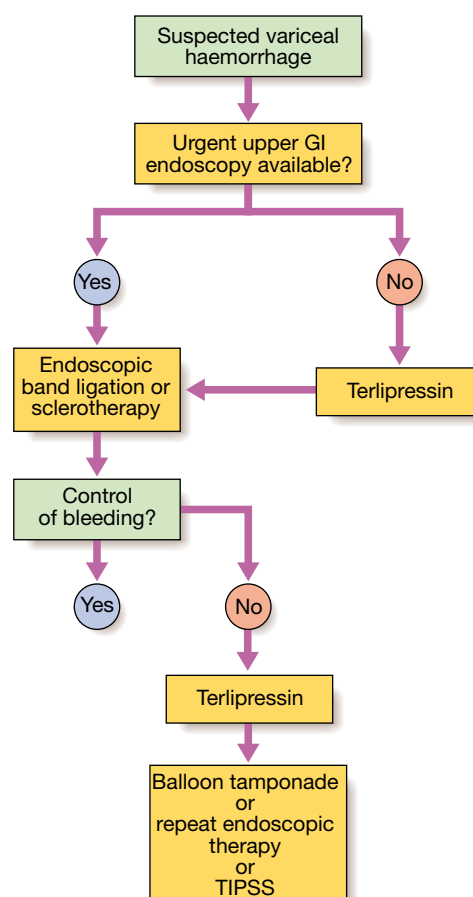 Suspected variceal
haemorrhage
Urgent upper GI
endoscopy available?
Yes
No
Endoscopic
band ligation or
sclerotherapy
Terlipressin
Control
of bleeding?
Yes
No
Terlipressin
Balloon tamponade
or
repeat endoscopic
therapy
or
TIPSS